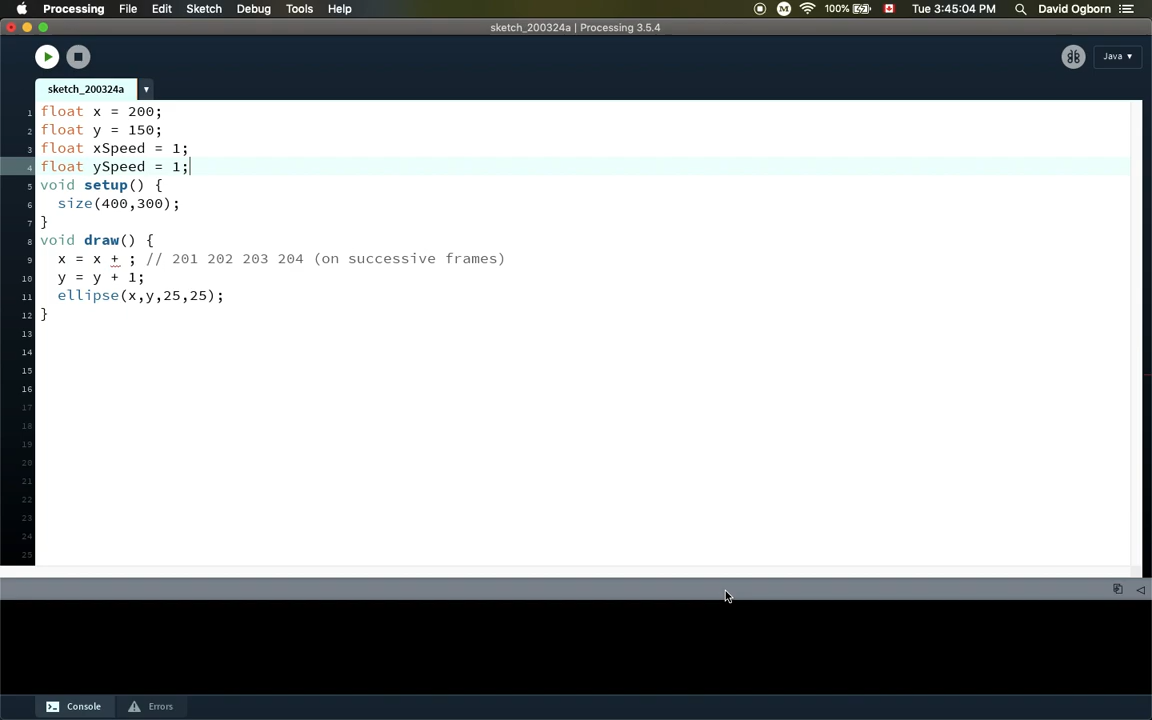 Processing File Edit Sketch Debug Tools Help M 100% Tue 3:45:04 PM David Ogborn
sketch_200324a | Processing 3.5.4
Java ▾
sketch_200324a ▾
1 float x = 200;
2 float y = 150;
3 float xSpeed = 1;
4 float ySpeed = 1;
5 void setup() {
6 size(400,300);
7 }
8 void draw() {
9 x = x + ; // 201 202 203 204 (on successive frames)
10 y = y + 1;
11 ellipse(x,y,25,25);
12 }
13
14
15
16
17
18
19
20
21
22
23
24
25
Console Errors